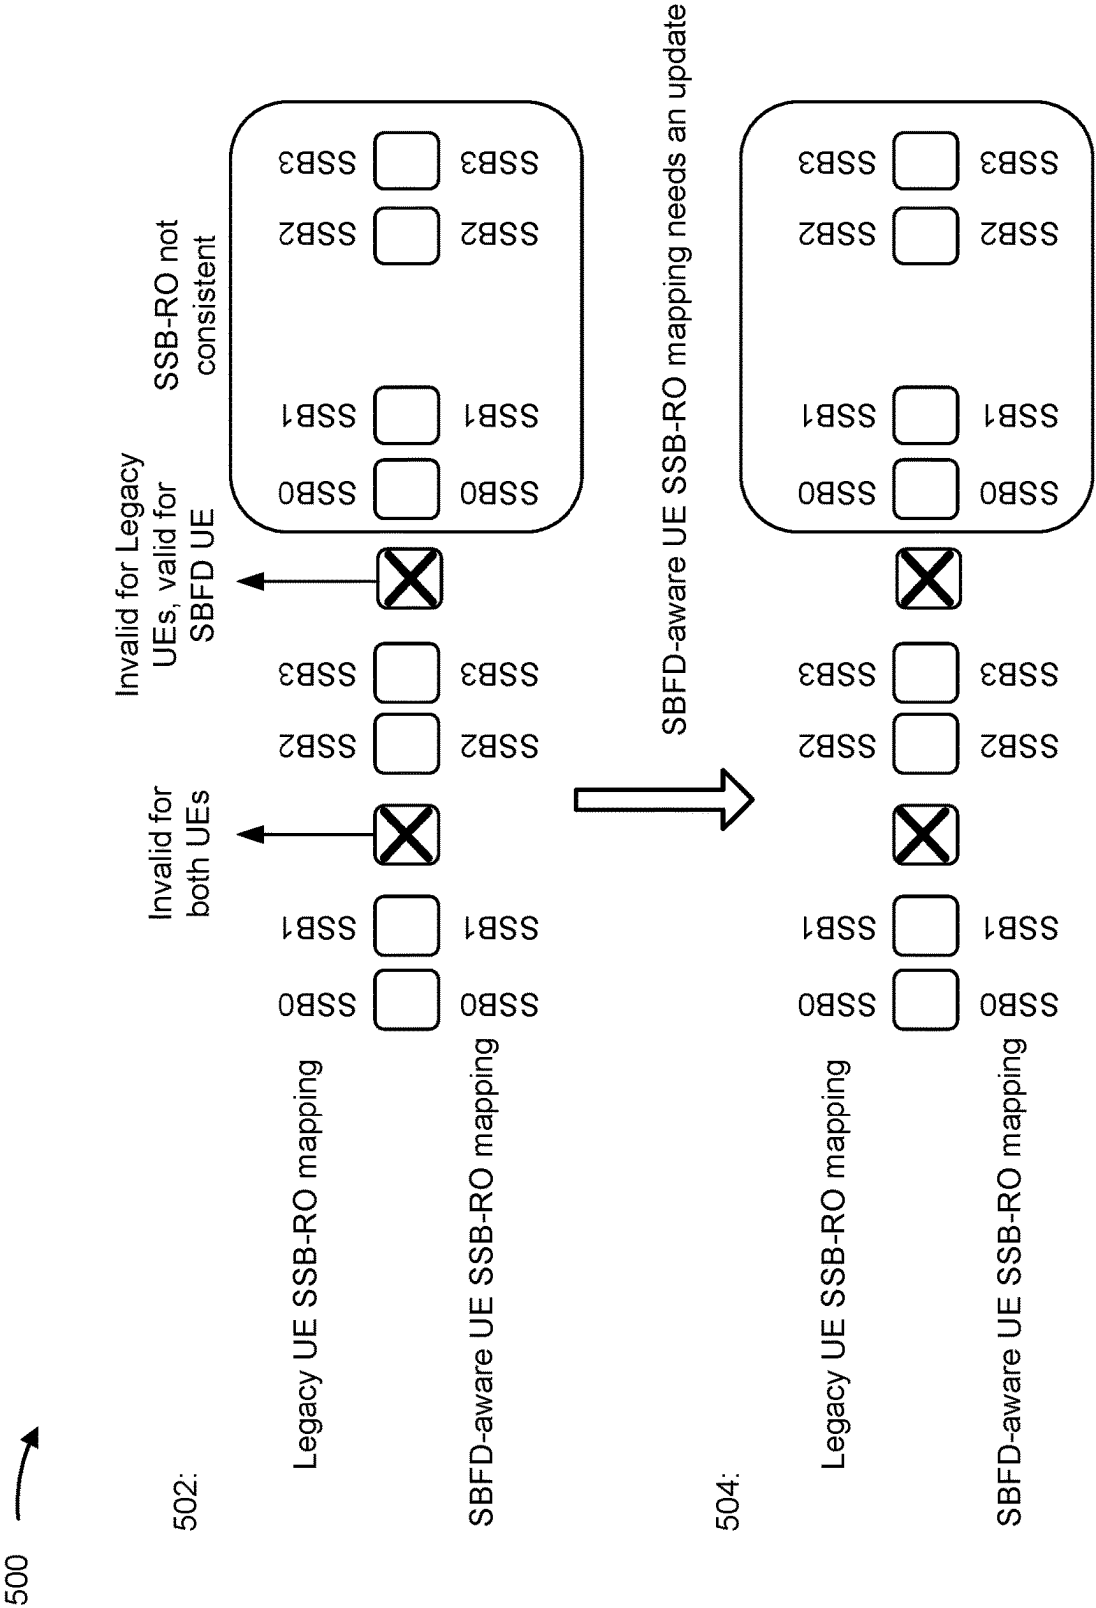 500
502:
Invalid for
both UEs
Invalid for Legacy
UEs, valid for
SBFD UE
SSB-RO not
consistent
Legacy UE SSB-RO mapping
SSB0
SSB1
SSB2
SSB3
SSB0
SSB1
SSB2
SSB3
SBFD-aware UE SSB-RO mapping
SSB0
SSB1
SSB2
SSB3
SSB0
SSB1
SSB2
SSB3
SBFD-aware UE SSB-RO mapping needs an update
504:
Legacy UE SSB-RO mapping
SSB0
SSB1
SSB2
SSB3
SSB0
SSB1
SSB2
SSB3
SBFD-aware UE SSB-RO mapping
SSB0
SSB1
SSB2
SSB3
SSB0
SSB1
SSB2
SSB3